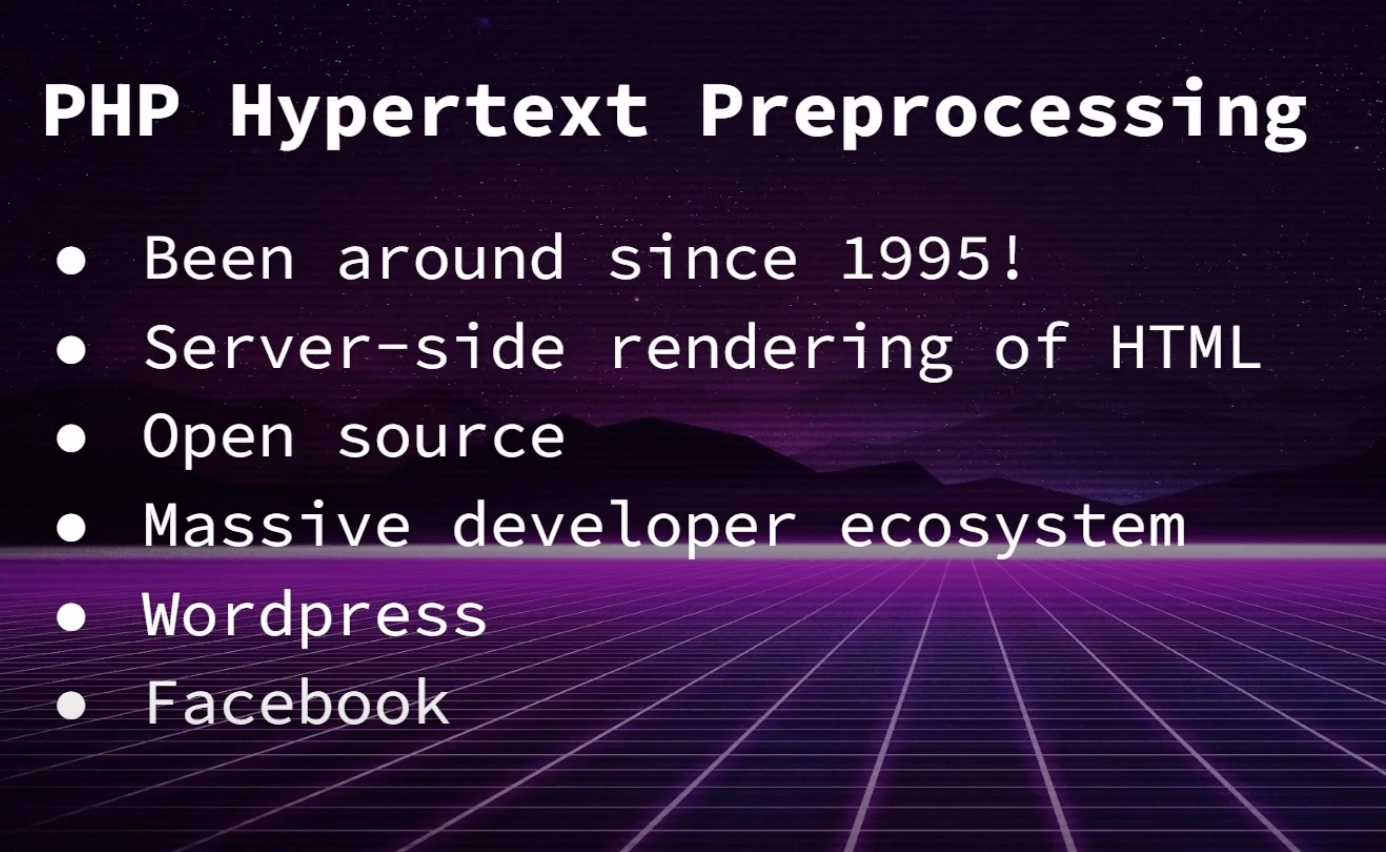 PHP Hypertext Preprocessing
● Been around since 1995!
● Server-side rendering of HTML
● Open source
● Massive developer ecosystem
● Wordpress
● Facebook